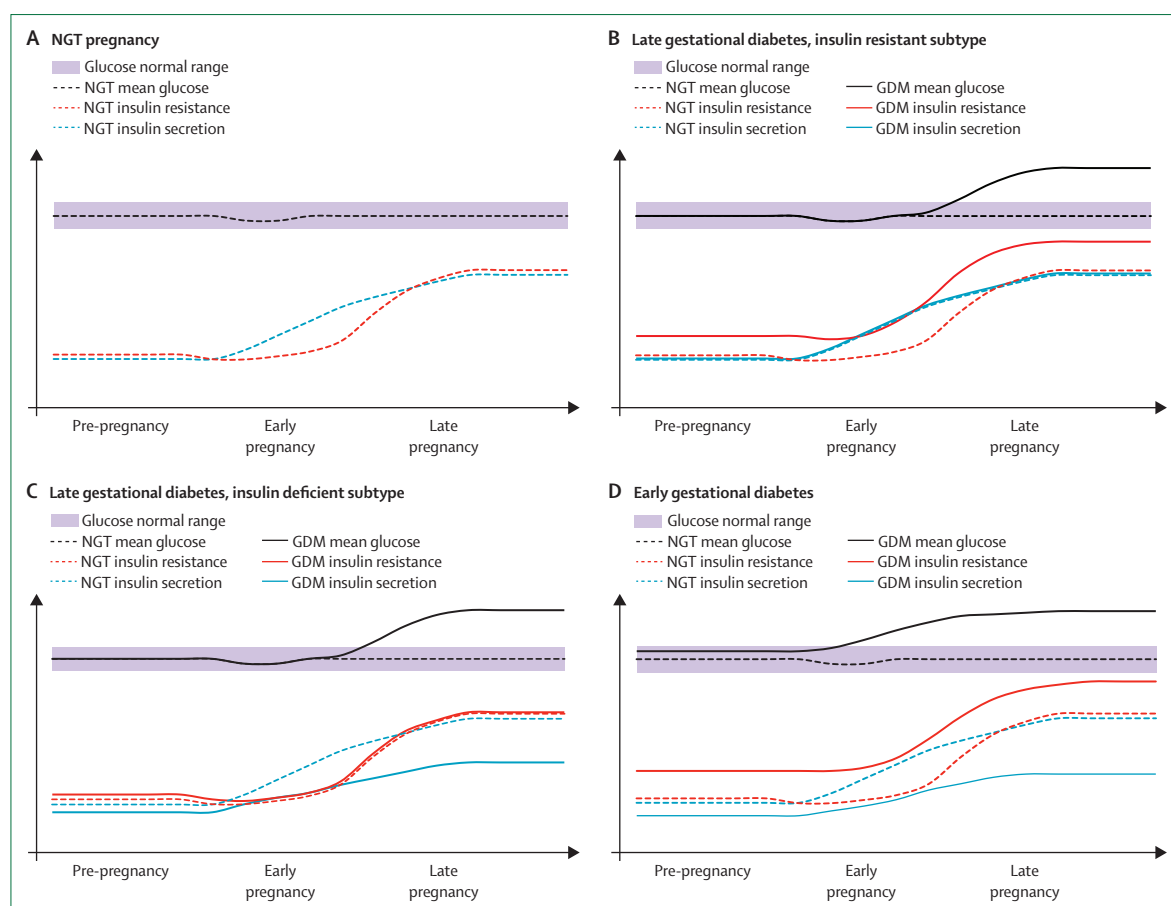 A NGT pregnancy
Glucose normal range
NGT mean glucose
NGT insulin resistance
NGT insulin secretion
Pre-pregnancy
Early
pregnancy
Late
pregnancy
B Late gestational diabetes, insulin resistant subtype
Glucose normal range
NGT mean glucose GDM mean glucose
NGT insulin resistance GDM insulin resistance
NGT insulin secretion GDM insulin secretion
Pre-pregnancy
Early
pregnancy
Late
pregnancy
C Late gestational diabetes, insulin deficient subtype
Glucose normal range
NGT mean glucose GDM mean glucose
NGT insulin resistance GDM insulin resistance
NGT insulin secretion GDM insulin secretion
Pre-pregnancy
Early
pregnancy
Late
pregnancy
D Early gestational diabetes
Glucose normal range
NGT mean glucose GDM mean glucose
NGT insulin resistance GDM insulin resistance
NGT insulin secretion GDM insulin secretion
Pre-pregnancy
Early
pregnancy
Late
pregnancy